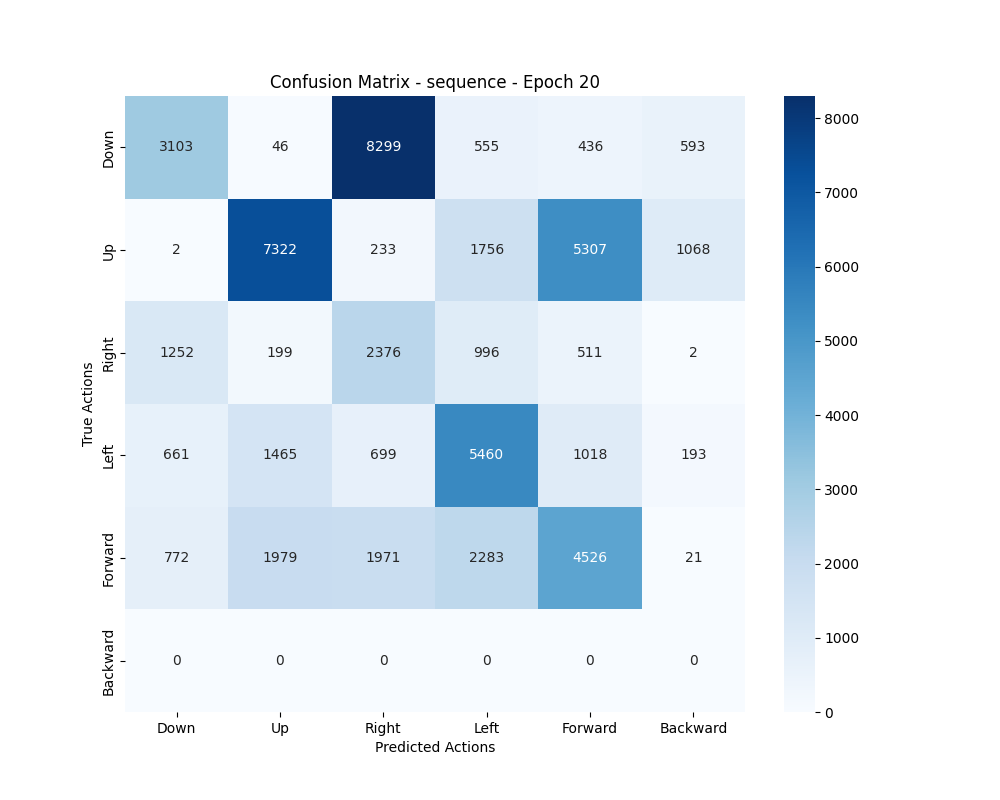 Confusion Matrix - sequence - Epoch 20
True Actions
Down 3103 46 8299 555 436 593
Up 2 7322 233 1756 5307 1068
Right 1252 199 2376 996 511 2
Left 661 1465 699 5460 1018 193
Forward 772 1979 1971 2283 4526 21
Backward 0 0 0 0 0 0
Down Up Right Left Forward Backward
Predicted Actions
8000
7000
6000
5000
4000
3000
2000
1000
0